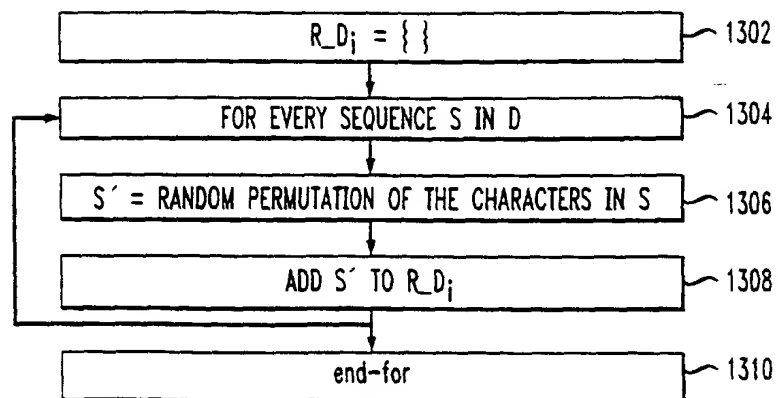 R_Di = { } 1302
FOR EVERY SEQUENCE S IN D 1304
S´ = RANDOM PERMUTATION OF THE CHARACTERS IN S 1306
ADD S´ TO R_Di 1308
end-for 1310